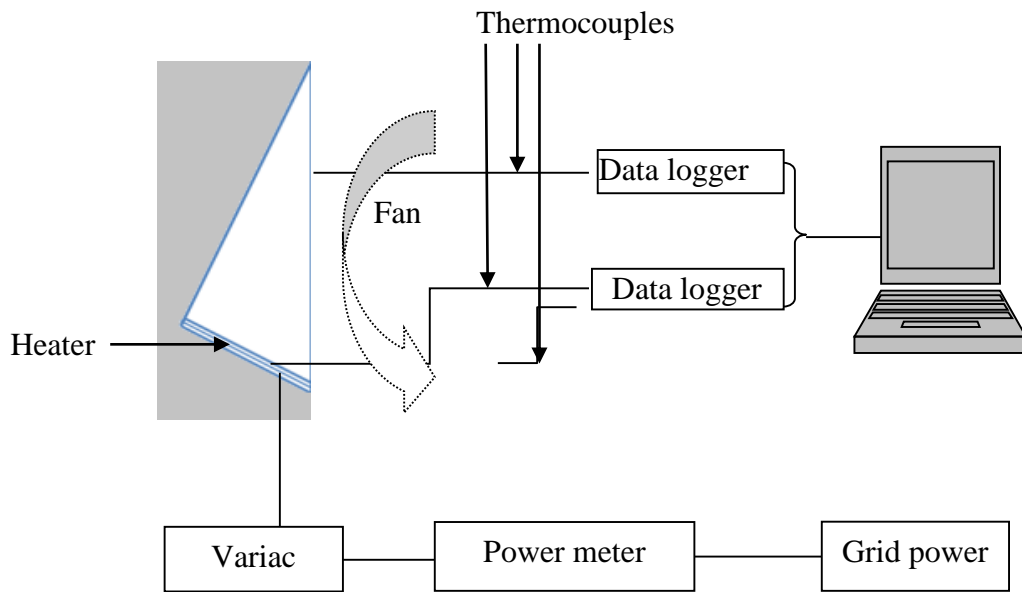 Thermocouples
Data logger
Fan
Data logger
Heater
Variac
Power meter
Grid power